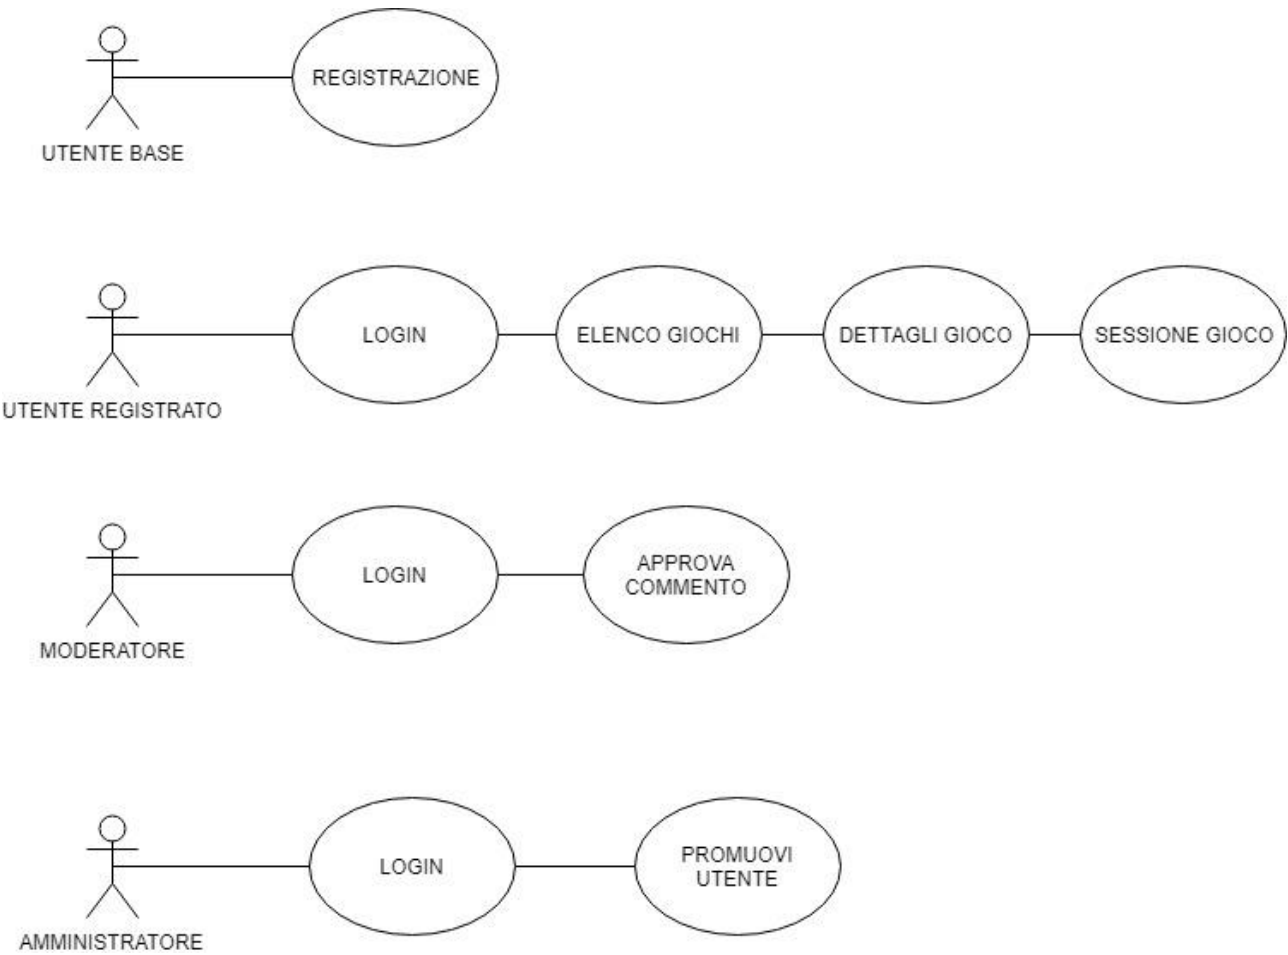 REGISTRAZIONE
UTENTE BASE
LOGIN
ELENCO GIOCHI
DETTAGLI GIOCO
SESSIONE GIOCO
UTENTE REGISTRATO
LOGIN
APPROVA
COMMENTO
MODERATORE
LOGIN
PROMUOVI
UTENTE
AMMINISTRATORE